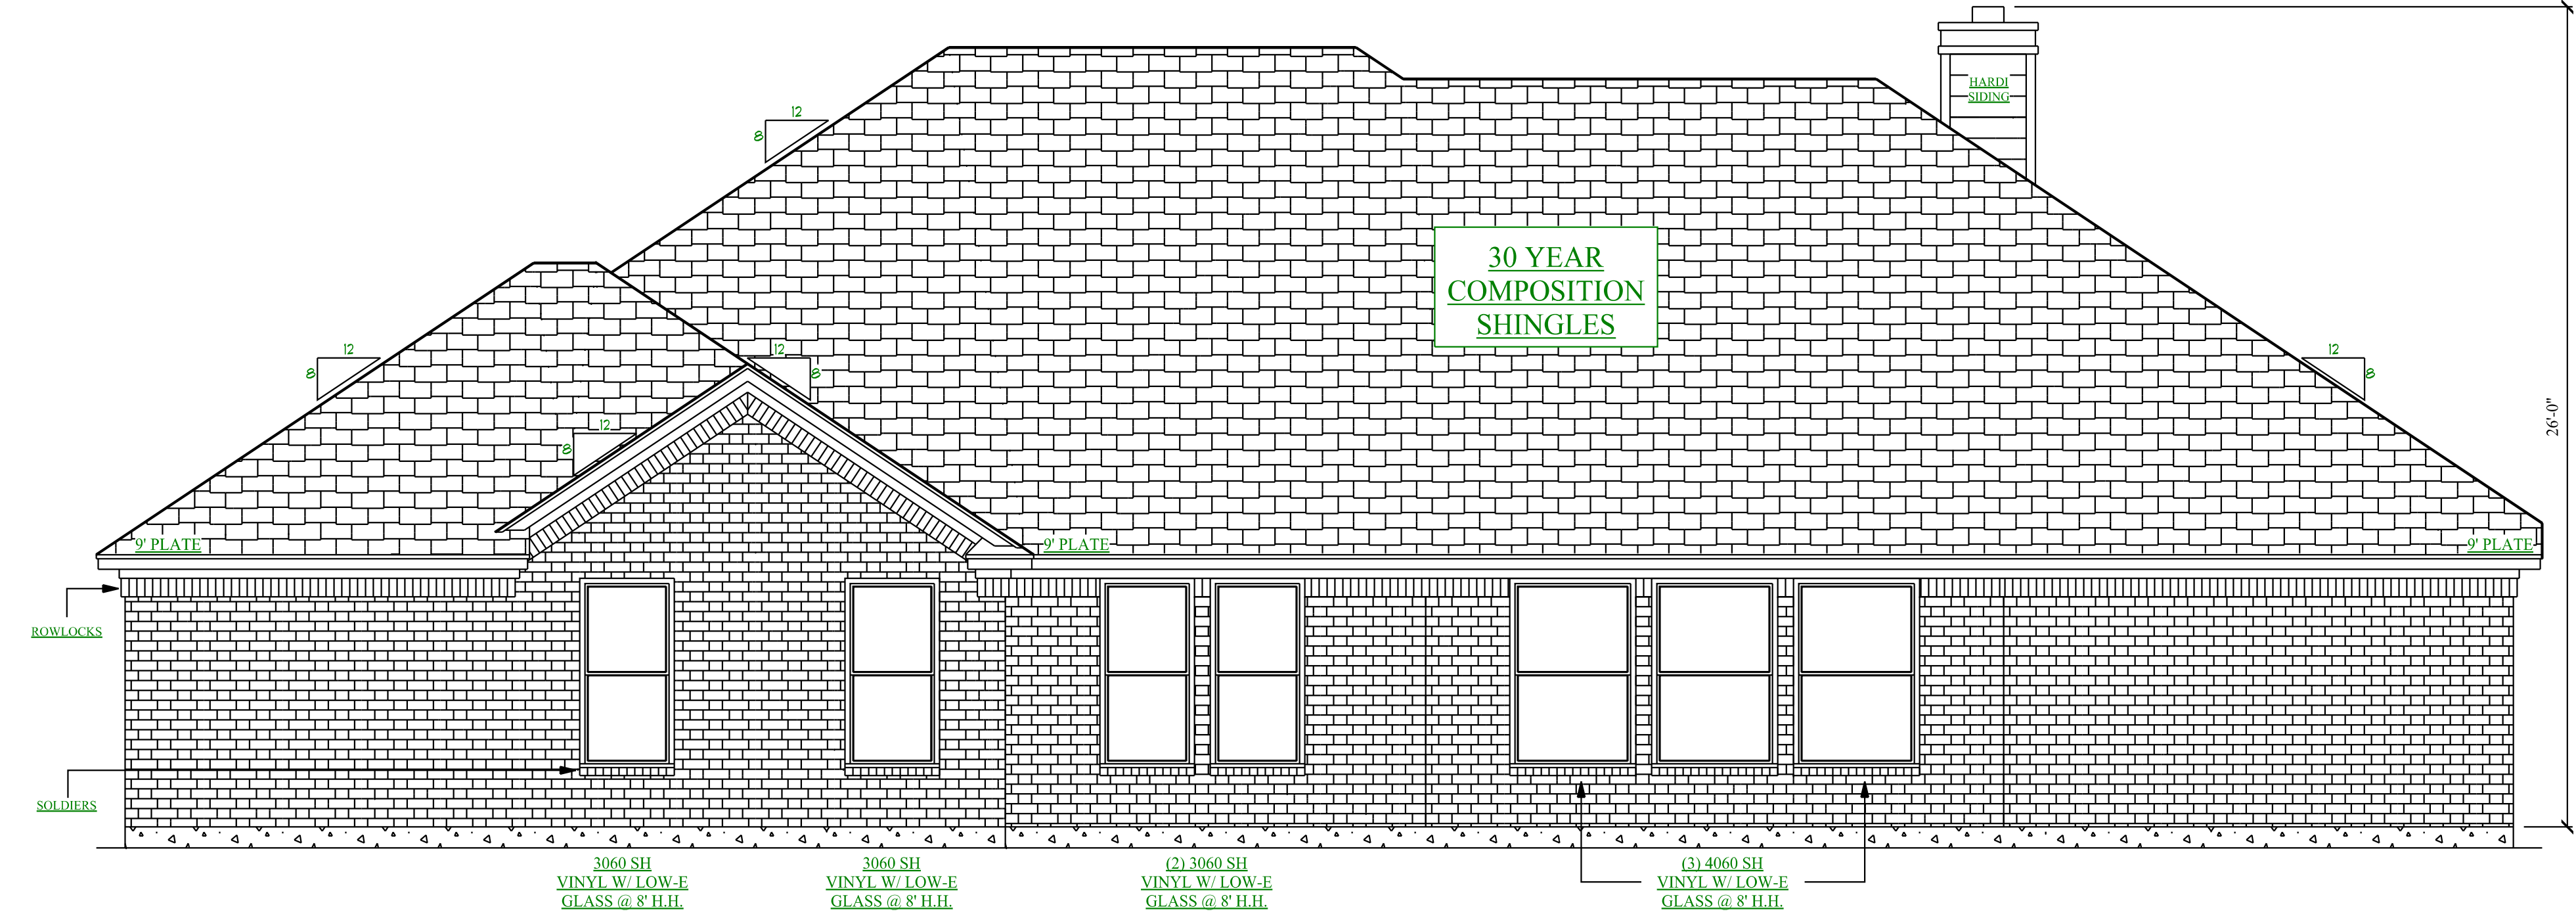 HARDI
SIDING
12
8
30 YEAR
COMPOSITION
SHINGLES
12
8
12
8
12
8
12
8
26'-0"
9' PLATE
9' PLATE
9' PLATE
ROWLOCKS
SOLDIERS
3060 SH
VINYL W/ LOW-E
GLASS @ 8' H.H.
3060 SH
VINYL W/ LOW-E
GLASS @ 8' H.H.
(2) 3060 SH
VINYL W/ LOW-E
GLASS @ 8' H.H.
(3) 4060 SH
VINYL W/ LOW-E
GLASS @ 8' H.H.